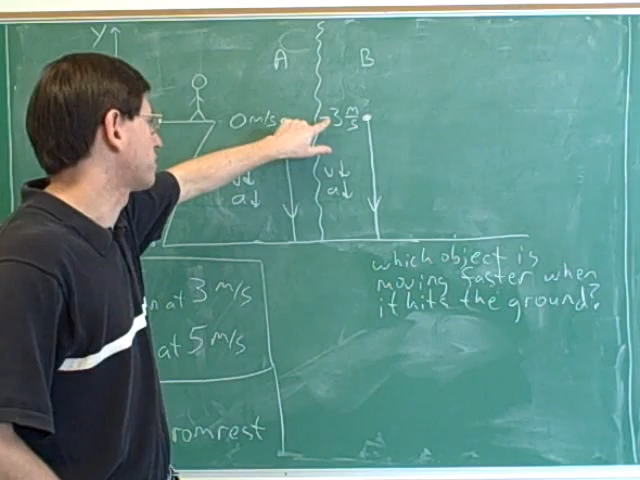 Y
A
B
0 m/s
-3 m/s
v↓
a↓
v↓
a↓
which object is
moving faster when
it hits the ground?
at 3 m/s
at 5 m/s
rom rest